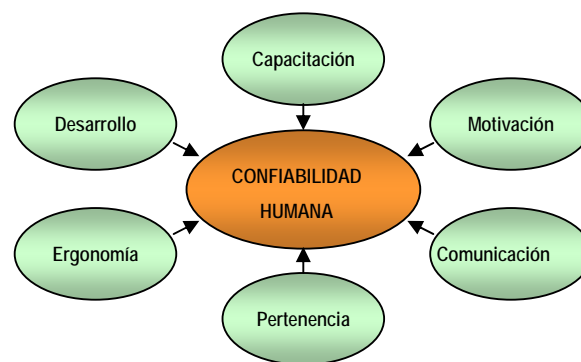 Capacitación
Desarrollo
Motivación
CONFIABILIDAD
HUMANA
Ergonomía
Comunicación
Pertenencia